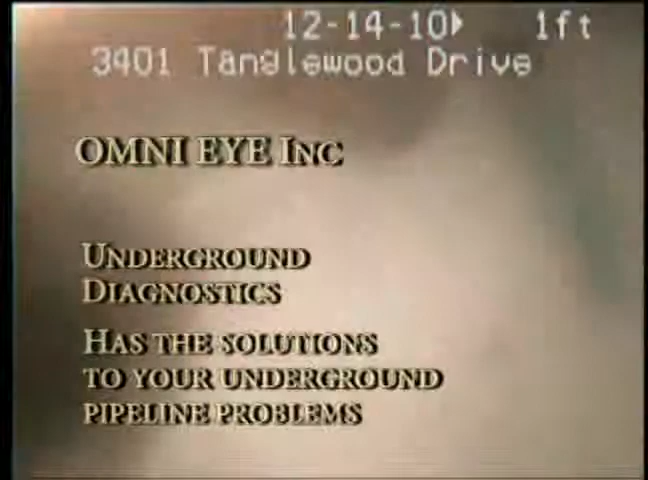 12-14-10 1ft
3401 Tanglewood Drive
OMNI EYE INC
UNDERGROUND
DIAGNOSTICS
HAS THE SOLUTIONS
TO YOUR UNDERGROUND
PIPELINE PROBLEMS